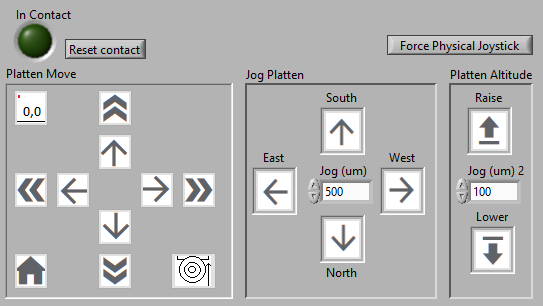 In Contact
Reset contact
Force Physical Joystick
Platten Move
Jog Platten
Platten Altitude
0,0
South
Raise
East
Jog (um)
West
Jog (um) 2
500
100
Lower
North